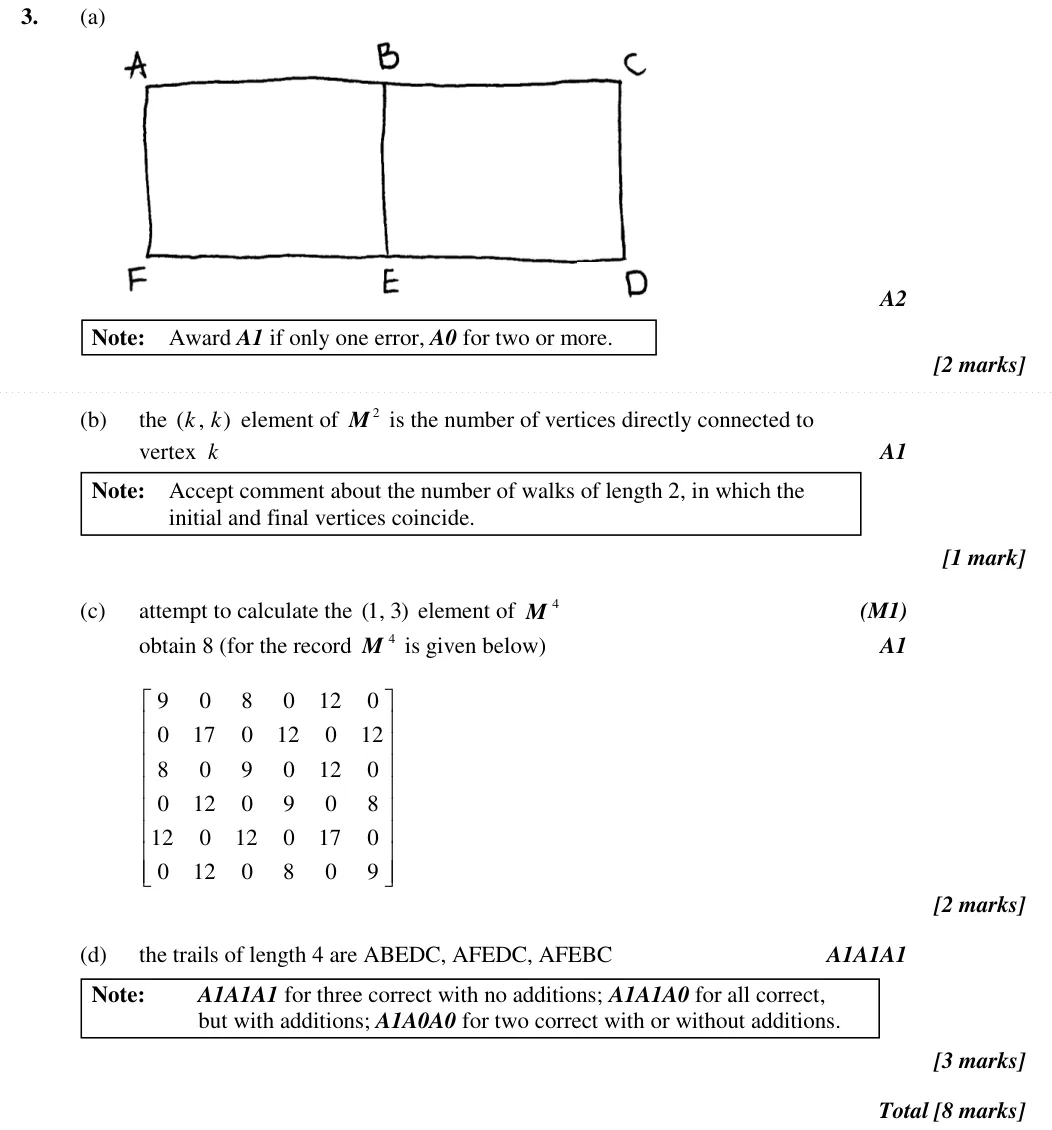 3. (a)
A B C
F E D
A2
Note: Award A1 if only one error, A0 for two or more.
[2 marks]
(b) the (k, k) element of M² is the number of vertices directly connected to
vertex k A1
Note: Accept comment about the number of walks of length 2, in which the
initial and final vertices coincide.
[1 mark]
(c) attempt to calculate the (1, 3) element of M⁴ (M1)
obtain 8 (for the record M⁴ is given below) A1
9 0 8 0 12 0
0 17 0 12 0 12
8 0 9 0 12 0
0 12 0 9 0 8
12 0 12 0 17 0
0 12 0 8 0 9
[2 marks]
(d) the trails of length 4 are ABEDC, AFEDC, AFEBC A1A1A1
Note: A1A1A1 for three correct with no additions; A1A1A0 for all correct,
but with additions; A1A0A0 for two correct with or without additions.
[3 marks]
Total [8 marks]